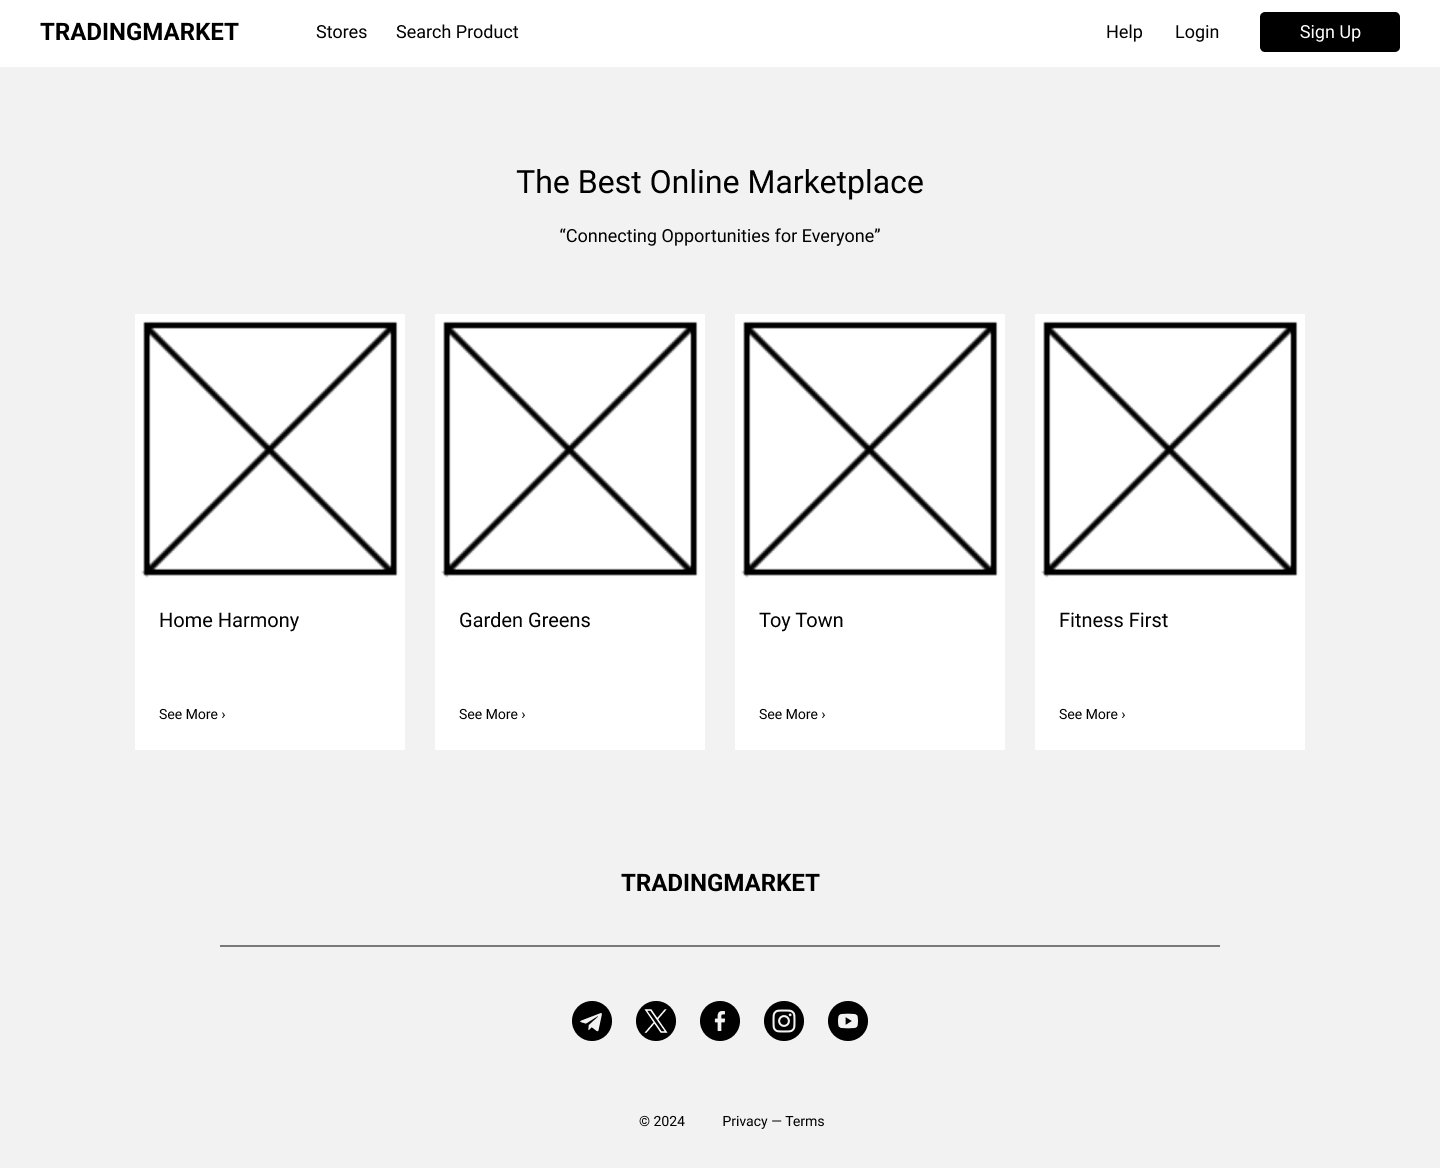 TRADINGMARKET
Stores
Search Product
Help
Login
Sign Up
The Best Online Marketplace
“Connecting Opportunities for Everyone”
Home Harmony
See More ›
Garden Greens
See More ›
Toy Town
See More ›
Fitness First
See More ›
TRADINGMARKET
© 2024
Privacy — Terms